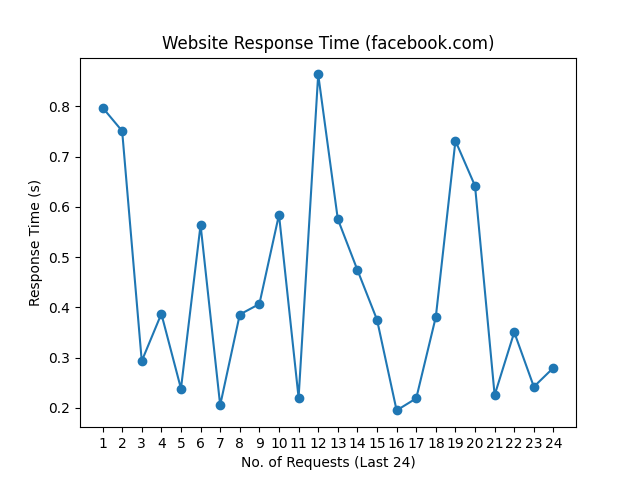 Website Response Time (facebook.com)
0.8
0.7
0.6
0.5
0.4
0.3
0.2
Response Time (s)
1 2 3 4 5 6 7 8 9 10 11 12 13 14 15 16 17 18 19 20 21 22 23 24
No. of Requests (Last 24)